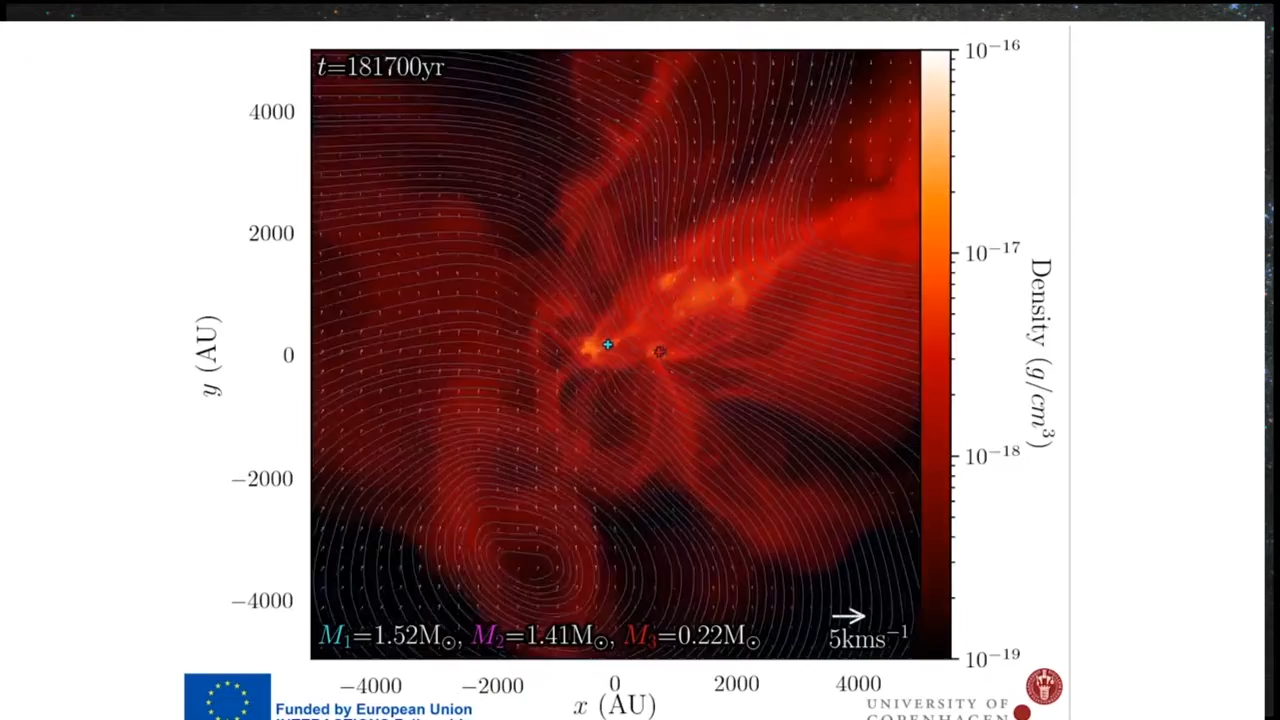 t=181700yr
10⁻¹⁶
4000
2000
10⁻¹⁷
y (AU)
0
Density (g/cm³)
10⁻¹⁸
−2000
−4000
M₁=1.52M⊙, M₂=1.41M⊙, M₃=0.22M⊙
5kms⁻¹
10⁻¹⁹
−4000 −2000 0 2000 4000
x (AU)
Funded by European Union
UNIVERSITY OF
COPENHAGEN